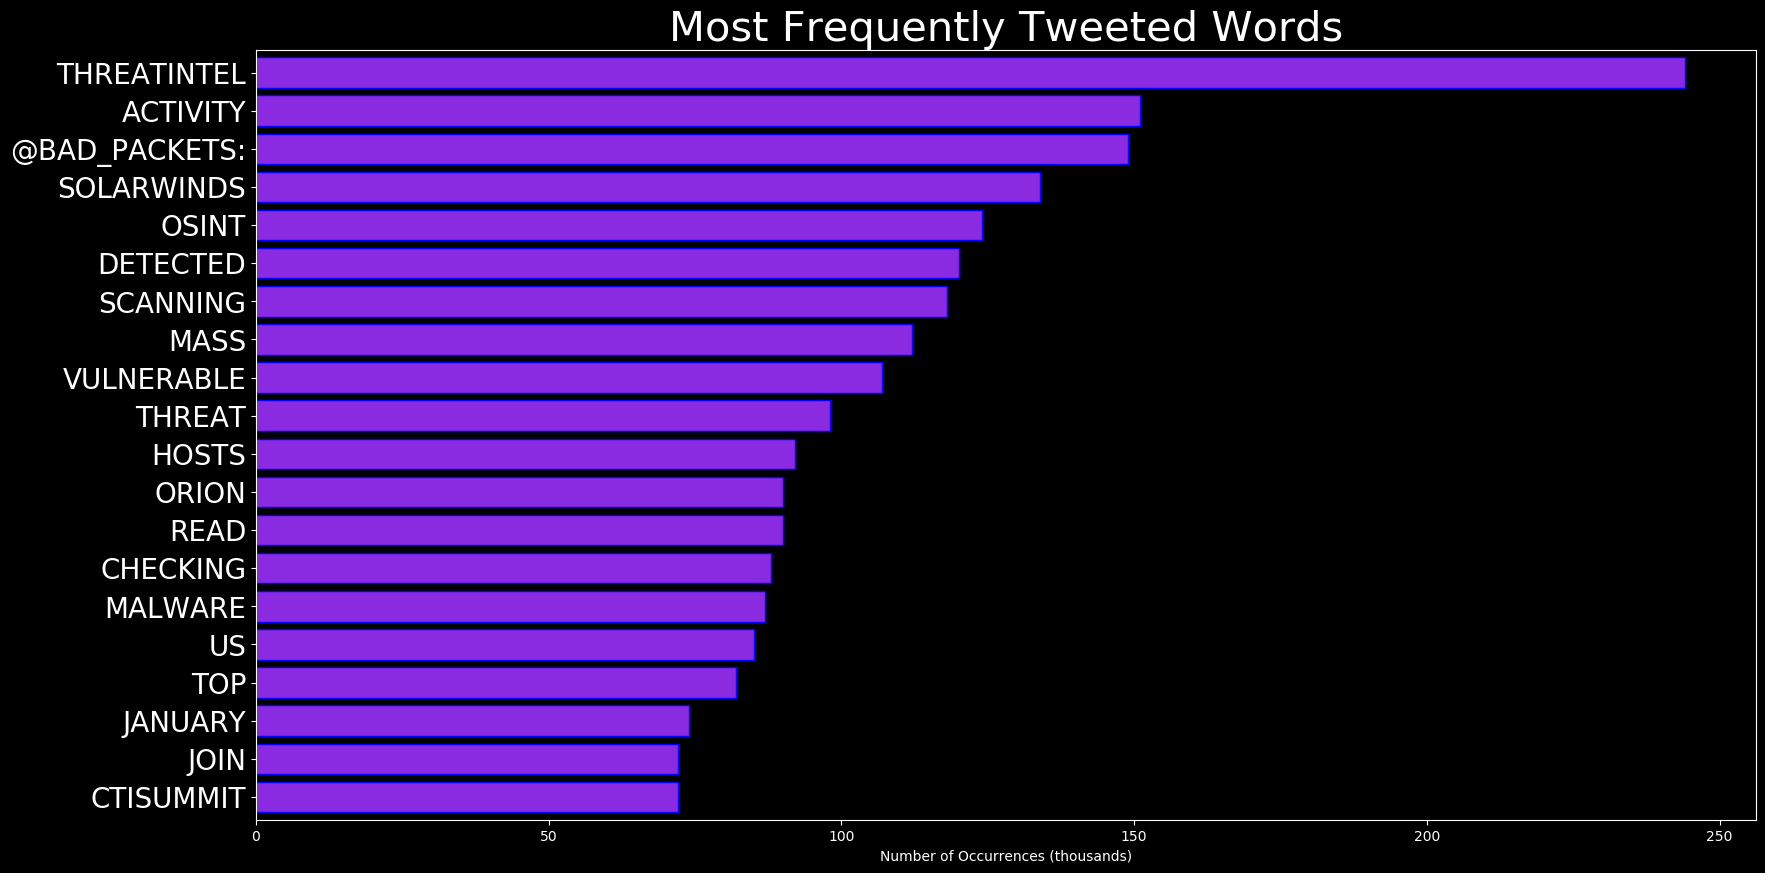 Most Frequently Tweeted Words
THREATINTEL
ACTIVITY
@BAD_PACKETS:
SOLARWINDS
OSINT
DETECTED
SCANNING
MASS
VULNERABLE
THREAT
HOSTS
ORION
READ
CHECKING
MALWARE
US
TOP
JANUARY
JOIN
CTISUMMIT
0 50 100 150 200 250
Number of Occurrences (thousands)